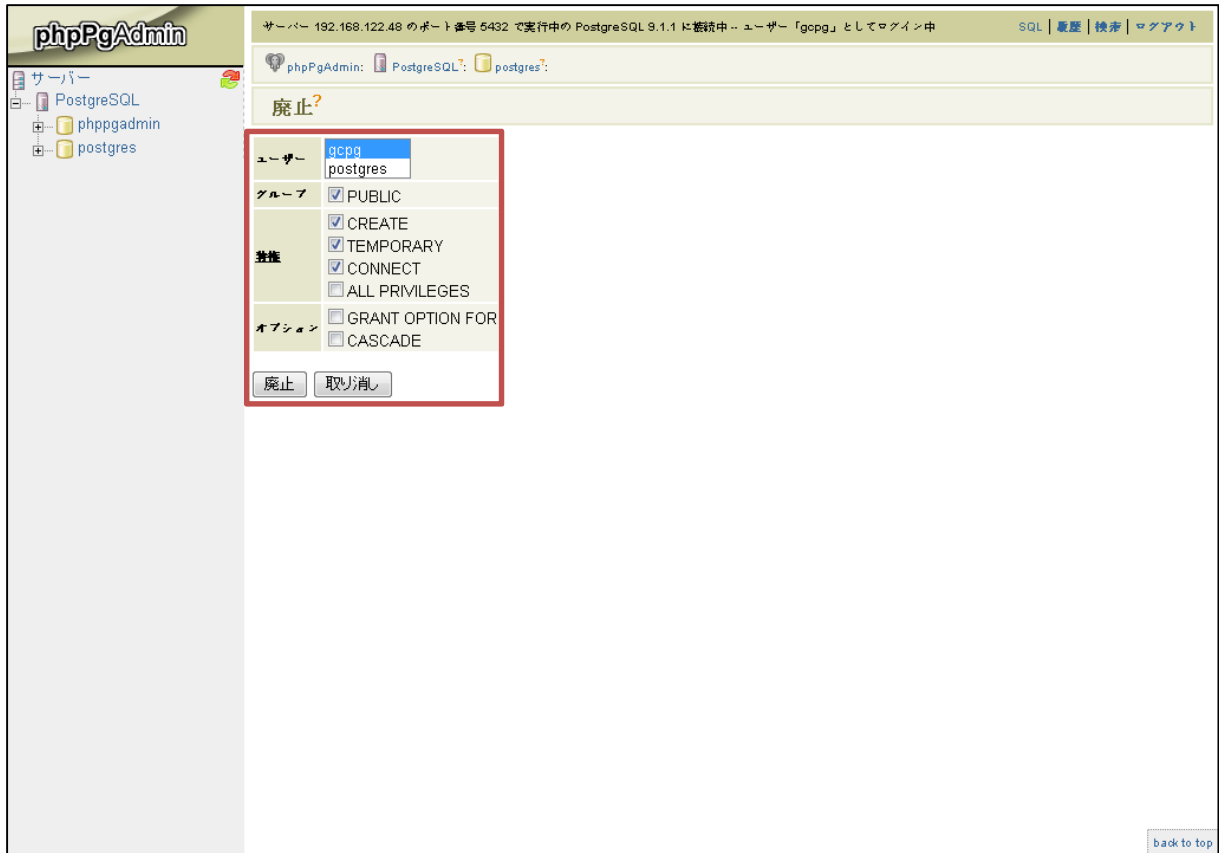 phpPgAdmin
サーバー
PostgreSQL
phppgadmin
postgres
サーバー 192.168.122.48 のポート番号 5432 で実行中の PostgreSQL 9.1.1 に接続中 -- ユーザー「gcpg」としてログイン中
SQL | 履歴 | 検索 | ログアウト
phpPgAdmin: PostgreSQL?: postgres?:
廃止?
ユーザー
gcpg
postgres
グループ
PUBLIC
特権
CREATE
TEMPORARY
CONNECT
ALL PRIVILEGES
オプション
GRANT OPTION FOR
CASCADE
廃止 取り消し
back to top